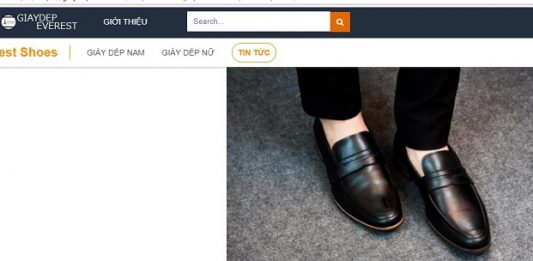 GIAYDEP
EVEREST
GIỚI THIỆU
Search...
est Shoes
GIÀY DÉP NAM
GIÀY DÉP NỮ
TIN TỨC